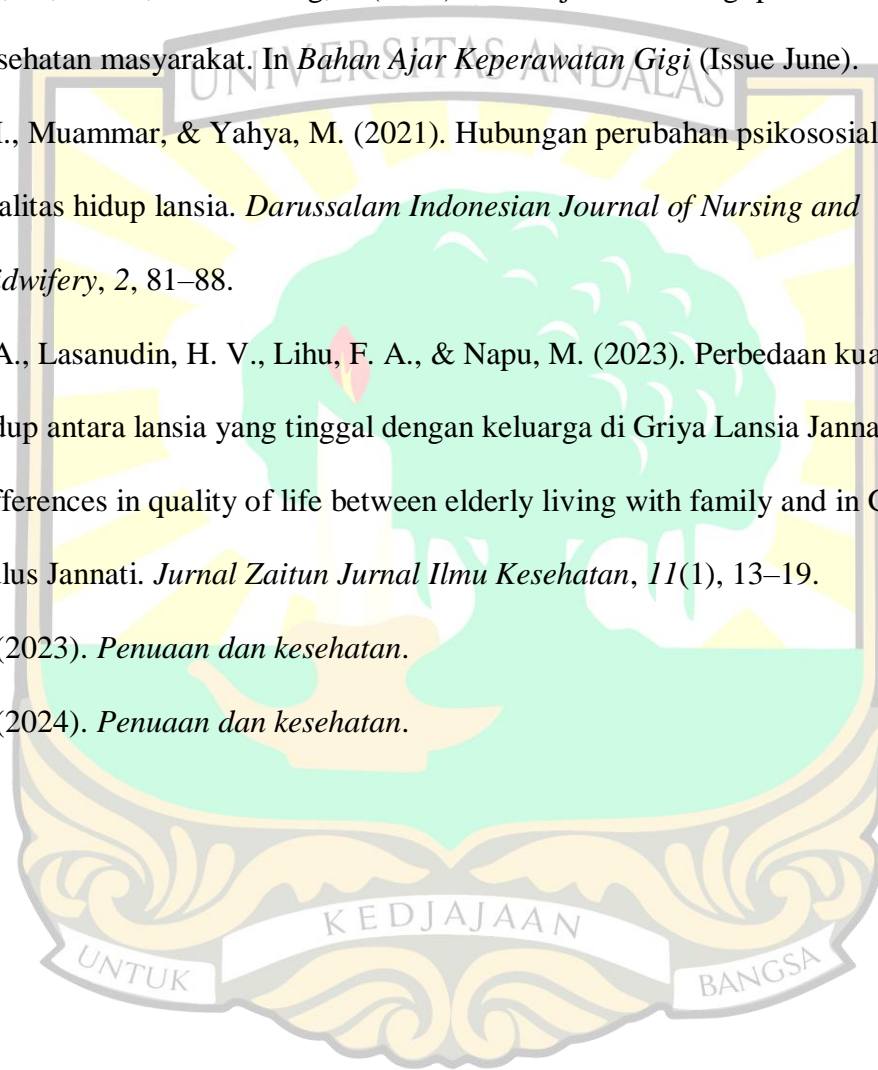 sehatan masyarakat. In Bahan Ajar Keperawatan Gigi (Issue June).
UNIVERSITAS ANDALAS
I., Muammar, & Yahya, M. (2021). Hubungan perubahan psikososial
alitas hidup lansia. Darussalam Indonesian Journal of Nursing and
idwifery, 2, 81–88.
A., Lasanudin, H. V., Lihu, F. A., & Napu, M. (2023). Perbedaan kua
dup antara lansia yang tinggal dengan keluarga di Griya Lansia Janna
fferences in quality of life between elderly living with family and in
ulus Jannati. Jurnal Zaitun Jurnal Ilmu Kesehatan, 11(1), 13–19.
(2023). Penuaan dan kesehatan.
(2024). Penuaan dan kesehatan.
KEDJAJAAN
UNTUK
BANGSA